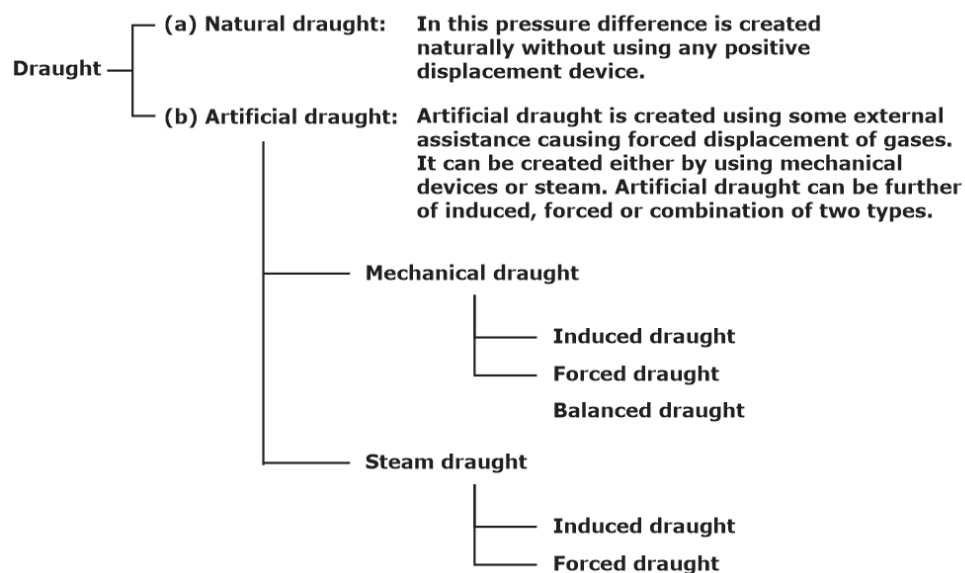 (a) Natural draught: In this pressure difference is created
naturally without using any positive
Draught displacement device.
(b) Artificial draught: Artificial draught is created using some external
assistance causing forced displacement of gases.
It can be created either by using mechanical
devices or steam. Artificial draught can be further
of induced, forced or combination of two types.
Mechanical draught
Induced draught
Forced draught
Balanced draught
Steam draught
Induced draught
Forced draught